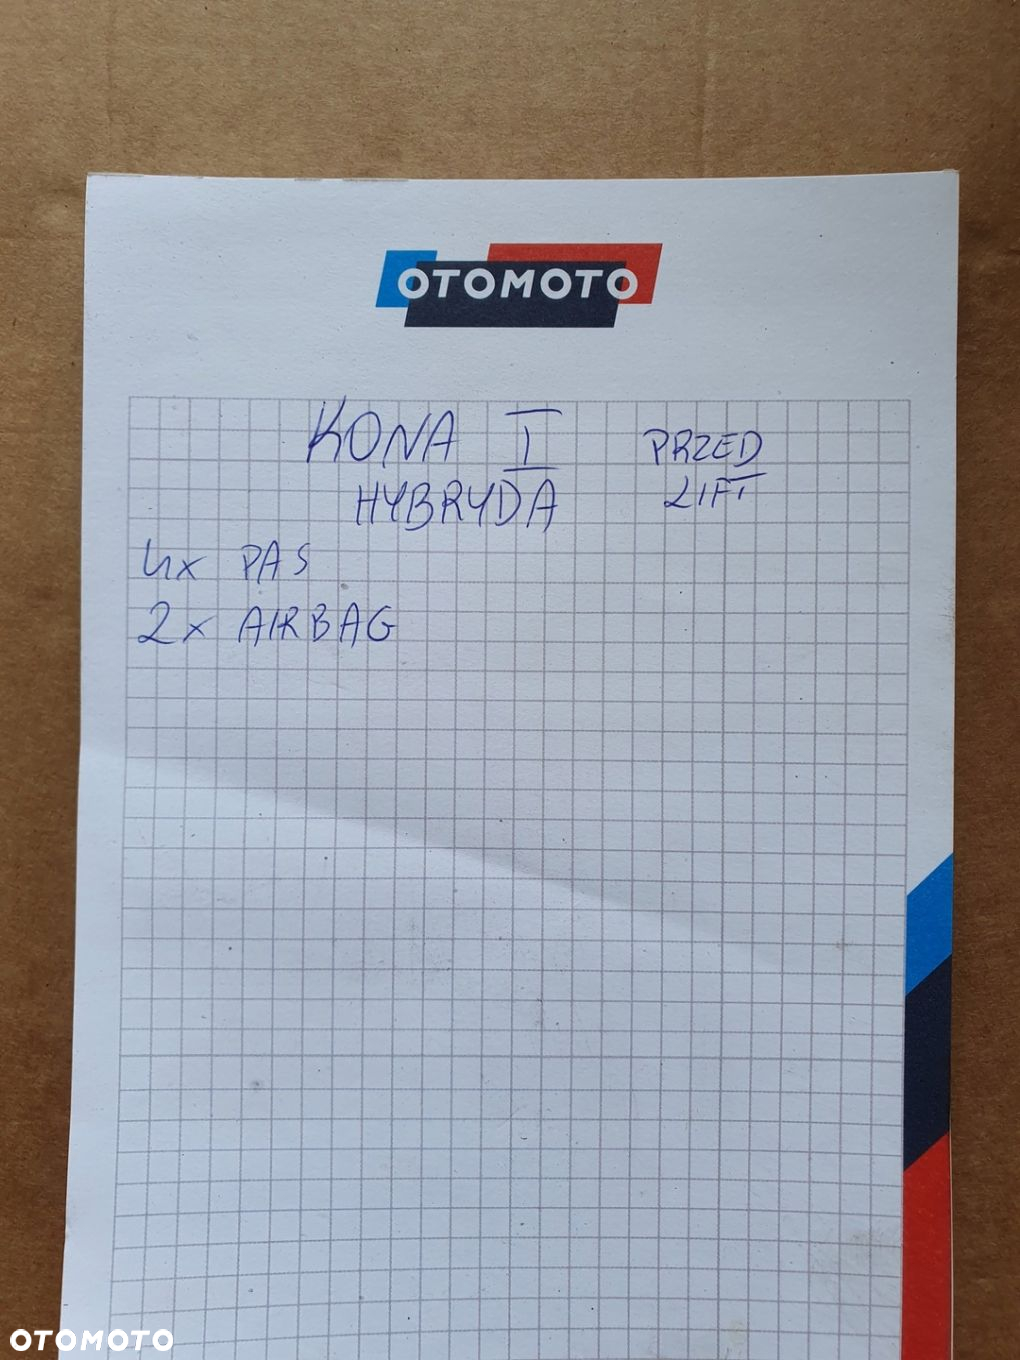 OTOMOTO
KONA I PRZED
HYBRYDA LIFT
4x PAS
2x AIRBAG
OTOMOTO